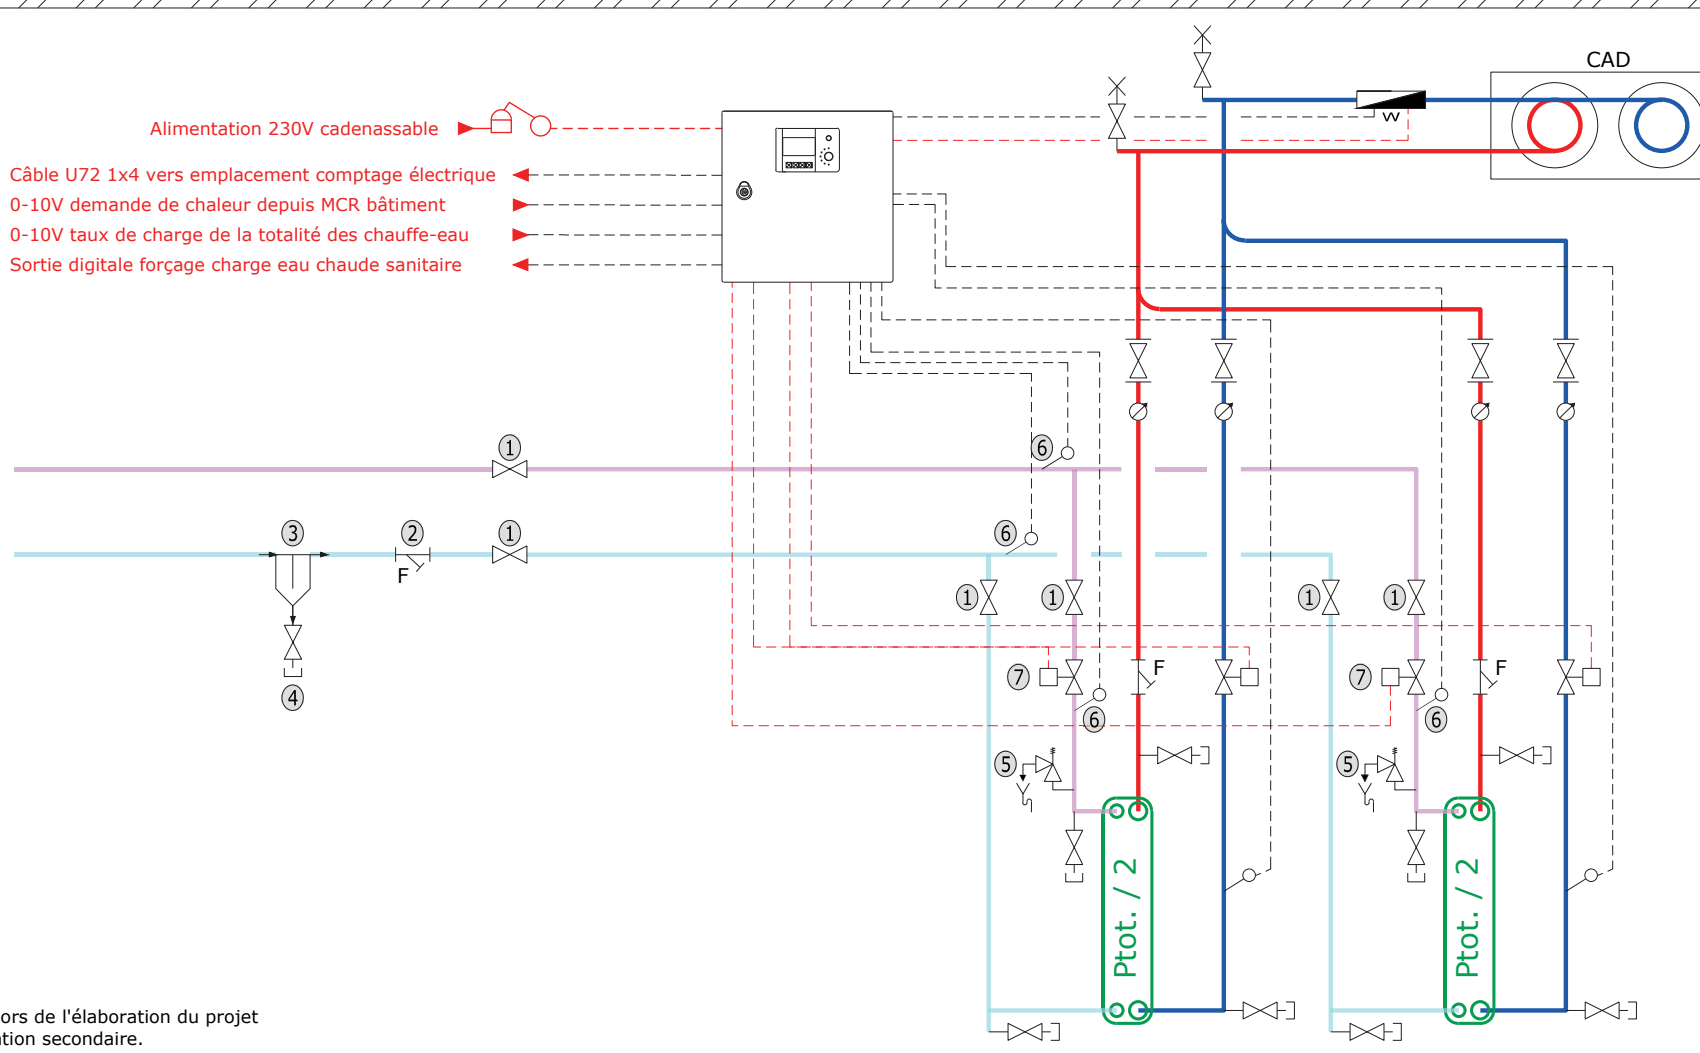 CAD
W
Alimentation 230V cadenassable
Câble U72 1x4 vers emplacement comptage électrique
0-10V demande de chaleur depuis MCR bâtiment
0-10V taux de charge de la totalité des chauffe-eau
Sortie digitale forçage charge eau chaude sanitaire
1
6
3
2
1
6
F
1
1
1
1
4
7
F
7
F
6
6
5
5
Ptot. / 2
Ptot. / 2
ors de l'élaboration du projet
tion secondaire.